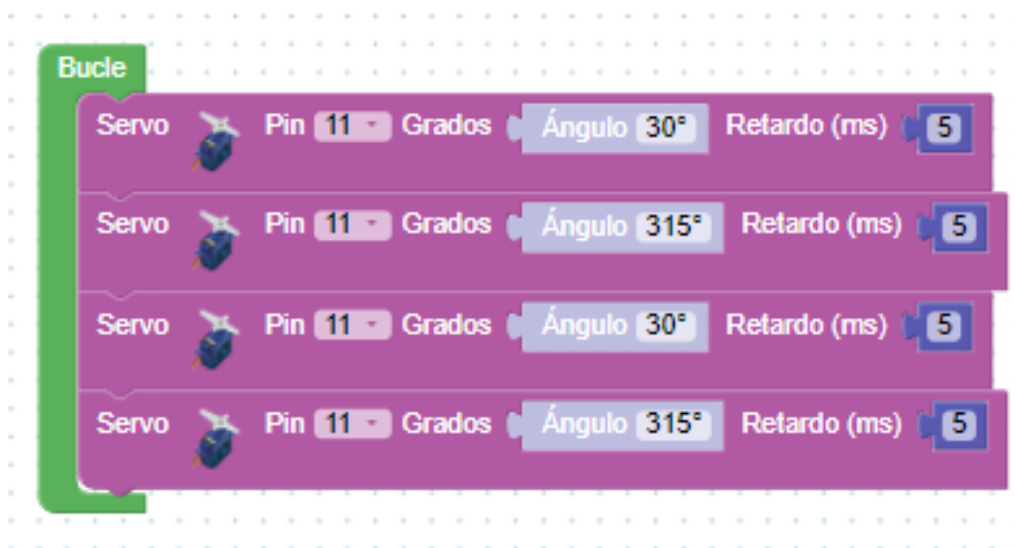 Bucle
Servo Pin 11 Grados Ángulo 30° Retardo (ms) 5
Servo Pin 11 Grados Ángulo 315° Retardo (ms) 5
Servo Pin 11 Grados Ángulo 30° Retardo (ms) 5
Servo Pin 11 Grados Ángulo 315° Retardo (ms) 5